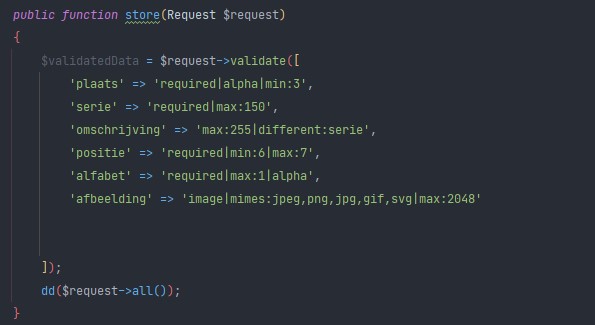 public function store(Request $request)
{
    $validatedData = $request->validate([
        'plaats' => 'required|alpha|min:3',
        'serie' => 'required|max:150',
        'omschrijving' => 'max:255|different:serie',
        'positie' => 'required|min:6|max:7',
        'alfabet' => 'required|max:1|alpha',
        'afbeelding' => 'image|mimes:jpeg,png,jpg,gif,svg|max:2048'
    ]);
    dd($request->all());
}